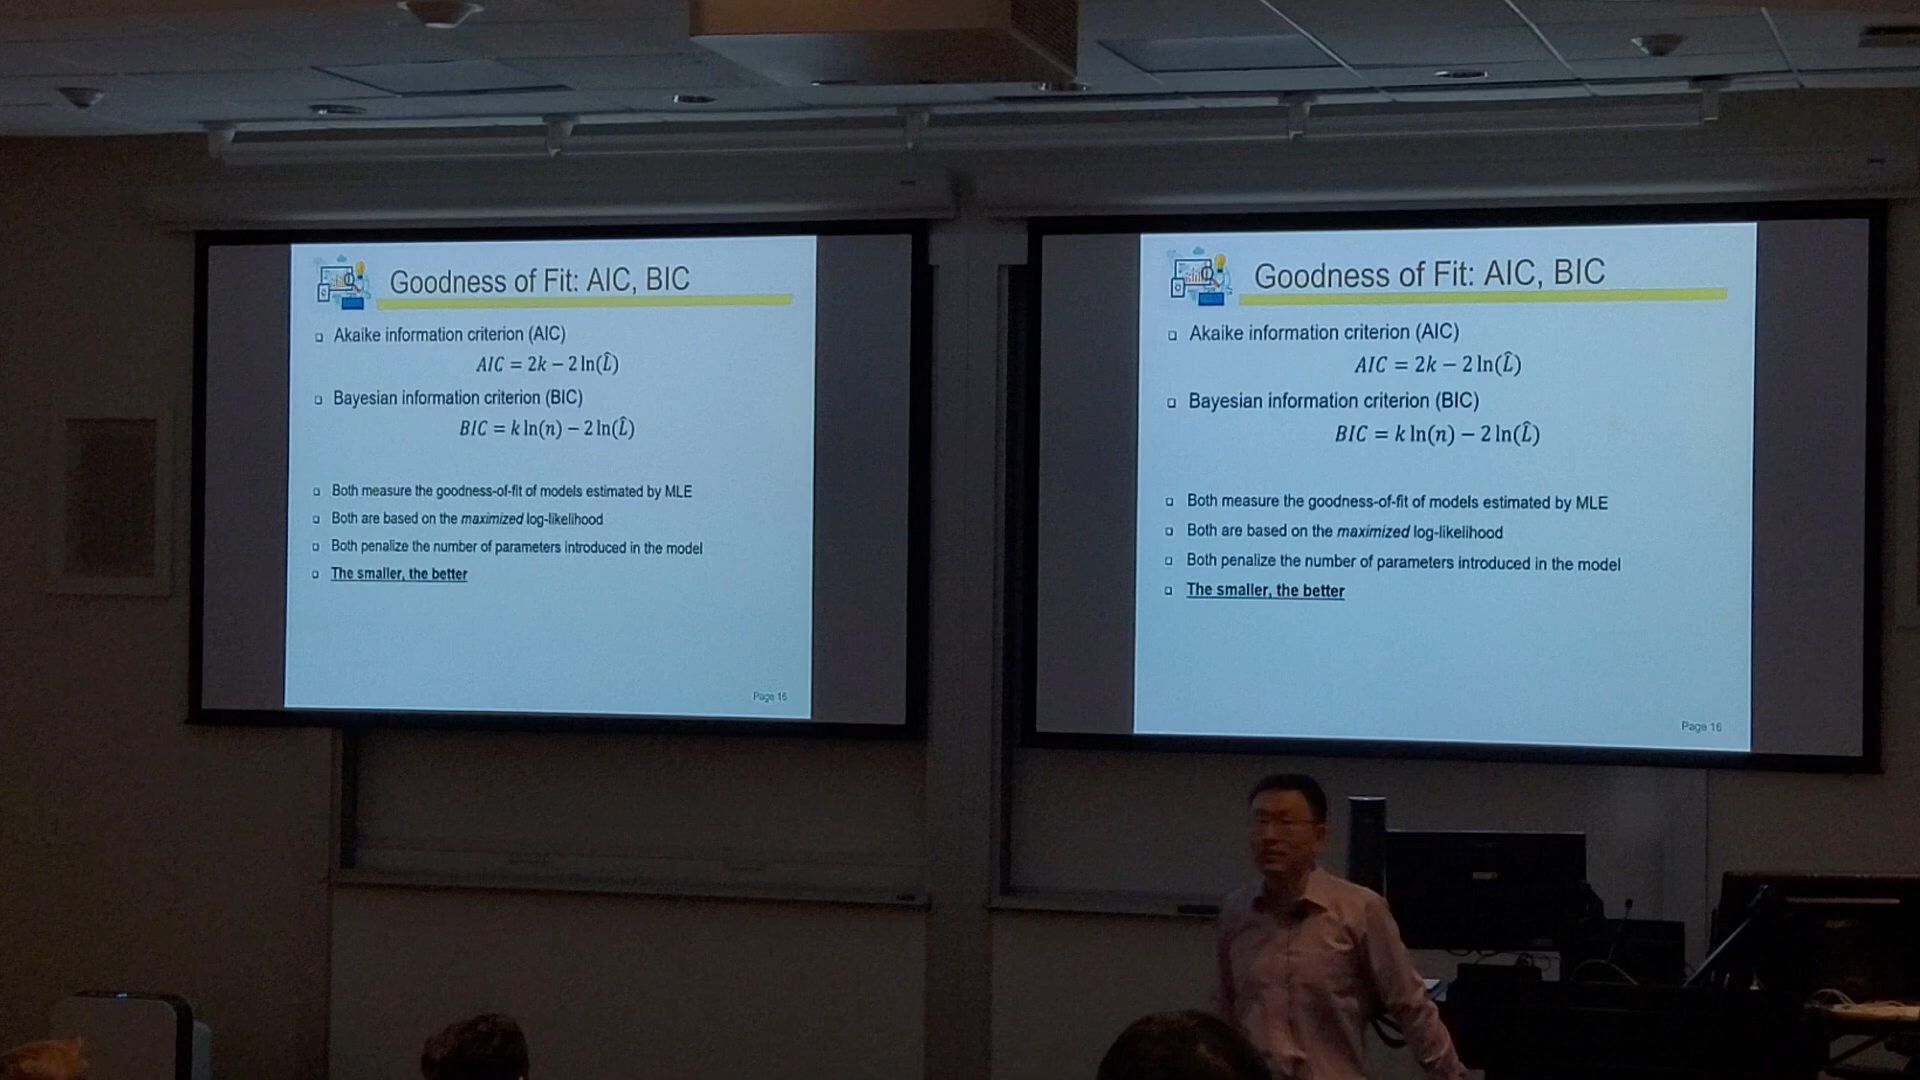 Goodness of Fit: AIC, BIC
Akaike information criterion (AIC)
AIC = 2k − 2 ln(L̂)
Bayesian information criterion (BIC)
BIC = k ln(n) − 2 ln(L̂)
Both measure the goodness-of-fit of models estimated by MLE
Both are based on the maximized log-likelihood
Both penalize the number of parameters introduced in the model
The smaller, the better
Page 16
Goodness of Fit: AIC, BIC
Akaike information criterion (AIC)
AIC = 2k − 2 ln(L̂)
Bayesian information criterion (BIC)
BIC = k ln(n) − 2 ln(L̂)
Both measure the goodness-of-fit of models estimated by MLE
Both are based on the maximized log-likelihood
Both penalize the number of parameters introduced in the model
The smaller, the better
Page 16